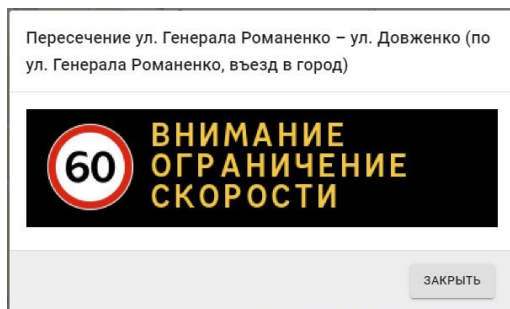 Пересечение ул. Генерала Романенко – ул. Довженко (по
ул. Генерала Романенко, въезд в город)
60
ВНИМАНИЕ
ОГРАНИЧЕНИЕ
СКОРОСТИ
ЗАКРЫТЬ